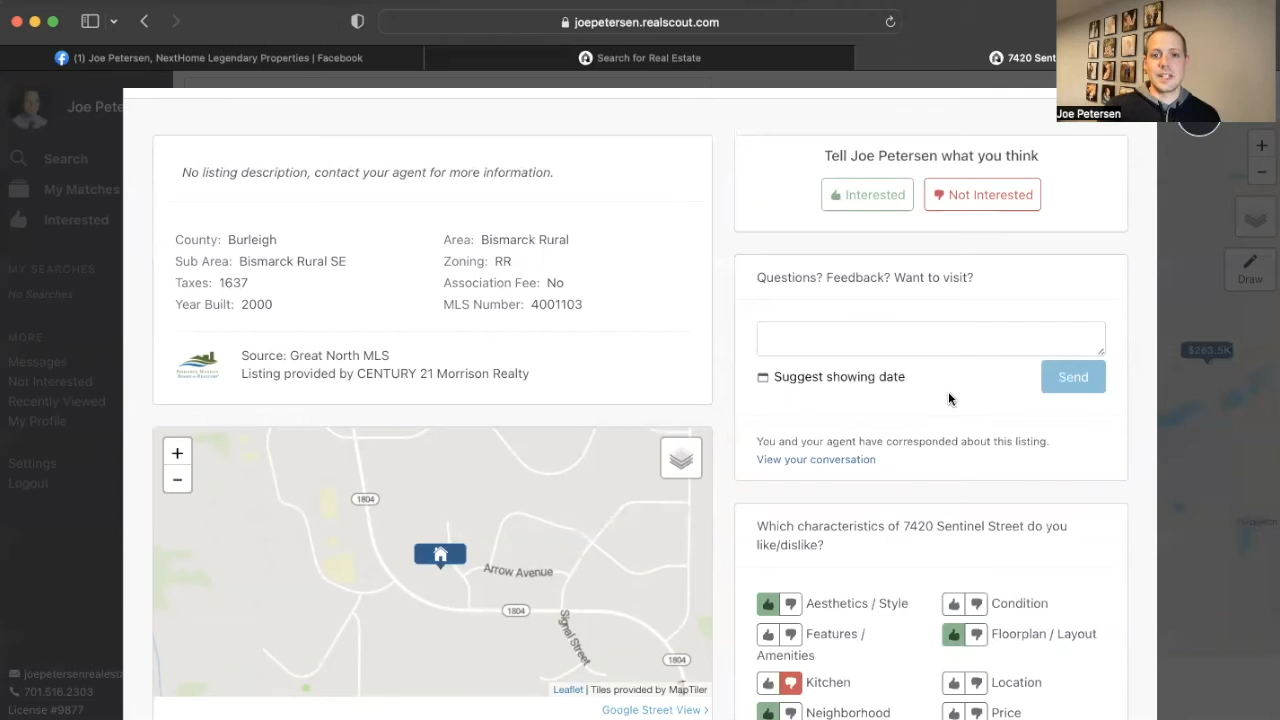 joepetersen.realscout.com
(1) Joe Petersen, NextHome Legendary Properties | Facebook
Search for Real Estate
7420 Sent
Joe Petersen
Joe Pete
Search
My Matches
Interested
MY SEARCHES
No Searches
MORE
Messages
Not Interested
Recently Viewed
My Profile
Settings
Logout
joepetersenrealest
701.516.2303
License #9877
No listing description, contact your agent for more information.
County: Burleigh
Area: Bismarck Rural
Sub Area: Bismarck Rural SE
Zoning: RR
Taxes: 1637
Association Fee: No
Year Built: 2000
MLS Number: 4001103
Source: Great North MLS
Listing provided by CENTURY 21 Morrison Realty
+
−
1804
Arrow Avenue
1804
Signal Street
1804
Leaflet | Tiles provided by MapTiler
Google Street View >
Tell Joe Petersen what you think
Interested
Not Interested
Questions? Feedback? Want to visit?
Suggest showing date
Send
You and your agent have corresponded about this listing.
View your conversation
Which characteristics of 7420 Sentinel Street do you
like/dislike?
Aesthetics / Style
Condition
Features /
Amenities
Floorplan / Layout
Kitchen
Location
Neighborhood
Price
+
−
Draw
$263.5K